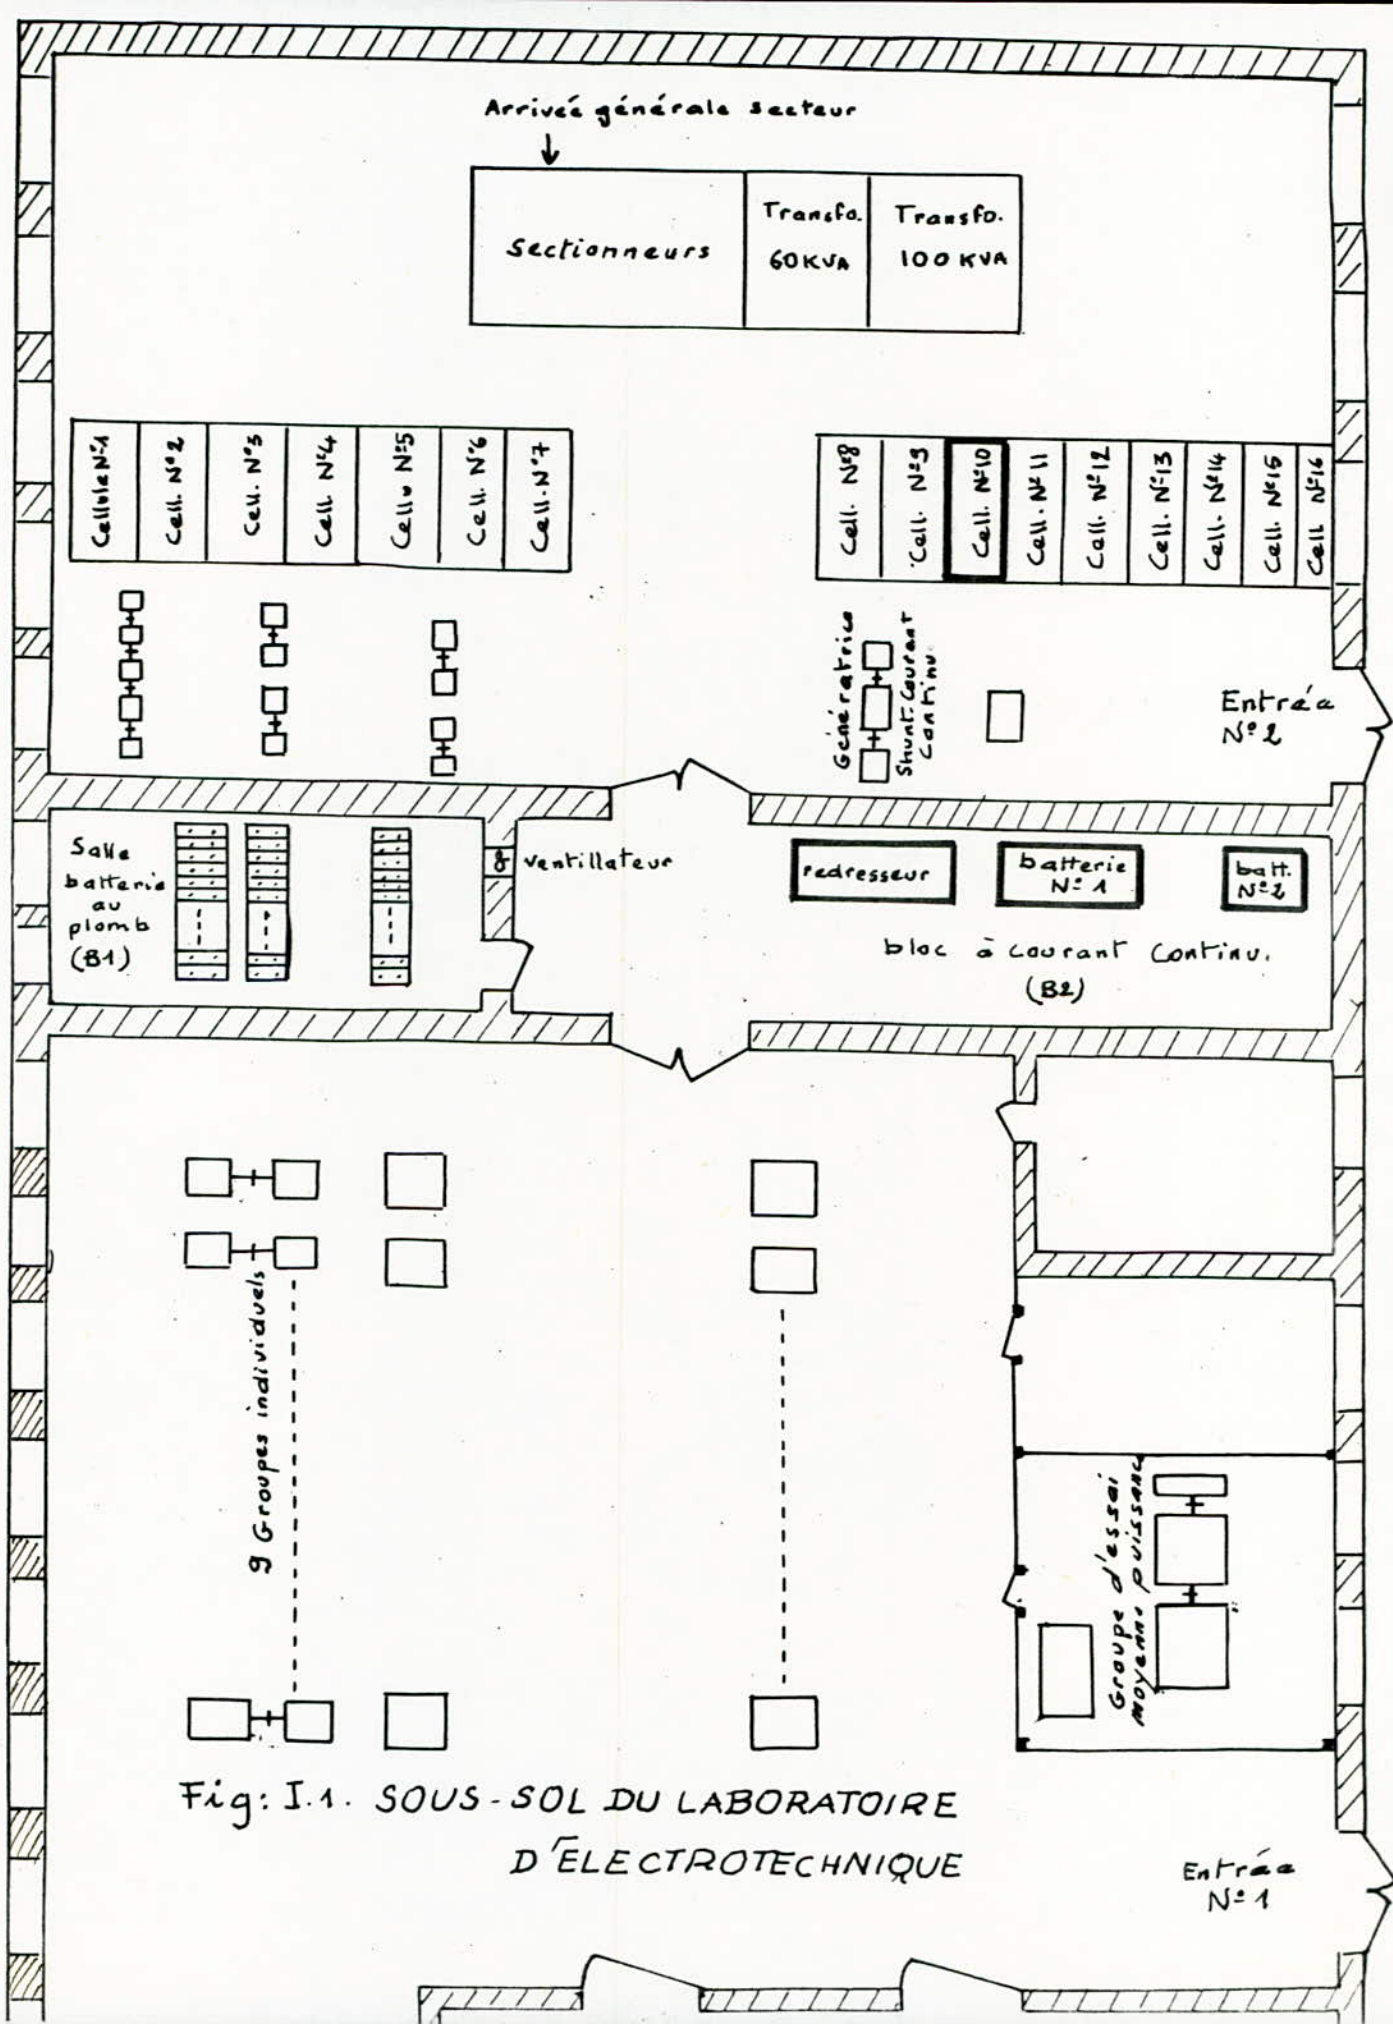 Arrivée générale secteur
Sectionneurs
Transfo.
60 KVA
Transfo.
100 KVA
Cellule N°1
Cell. N°2
Cell. N°3
Cell. N°4
Cellu N°5
Cell. N°6
Cell. N°7
Cell. N°8
Cell. N°9
Cell. N°10
Cell. N°11
Cell. N°12
Cell. N°13
Cell. N°14
Cell. N°15
Cell N°16
Génératrice
Shunt. Courant
Continu.
Entrée
N° 2
Salle
batterie
au
plomb
(B1)
ventillateur
redresseur
batterie
N° 1
batt.
N°2
bloc à courant Continu.
(B2)
9 Groupes individuels
Groupe d'essai
moyenne puissance
Fig: I.1. SOUS-SOL DU LABORATOIRE
D'ÉLECTROTECHNIQUE
Entrée
N° 1